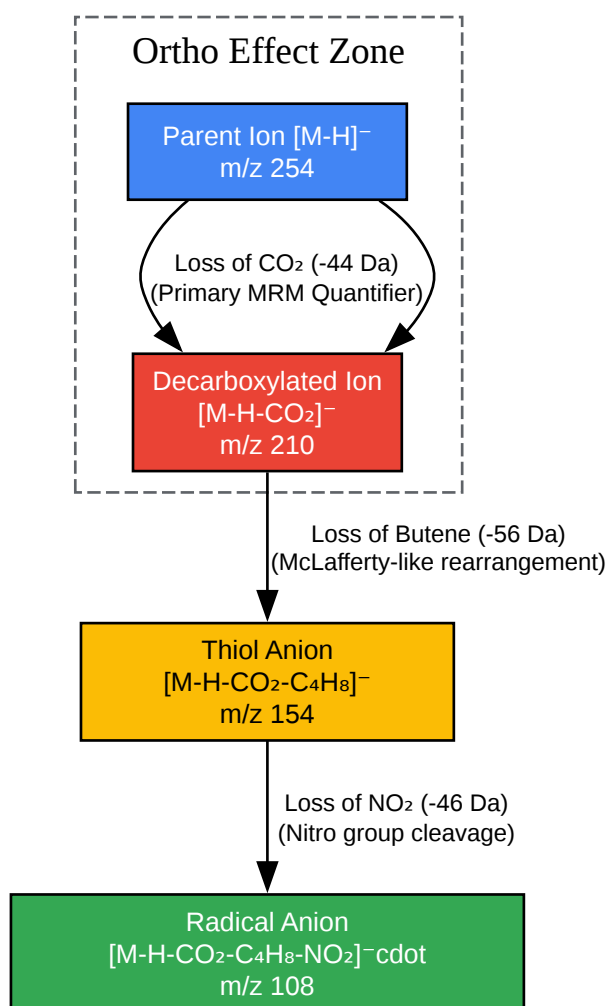 Ortho Effect Zone
Parent Ion [M-H]⁻
m/z 254
Loss of CO₂ (-44 Da)
(Primary MRM Quantifier)
Decarboxylated Ion
[M-H-CO₂]⁻
m/z 210
Loss of Butene (-56 Da)
(McLafferty-like rearrangement)
Thiol Anion
[M-H-CO₂-C₄H₈]⁻
m/z 154
Loss of NO₂ (-46 Da)
(Nitro group cleavage)
Radical Anion
[M-H-CO₂-C₄H₈-NO₂]⁻cdot
m/z 108